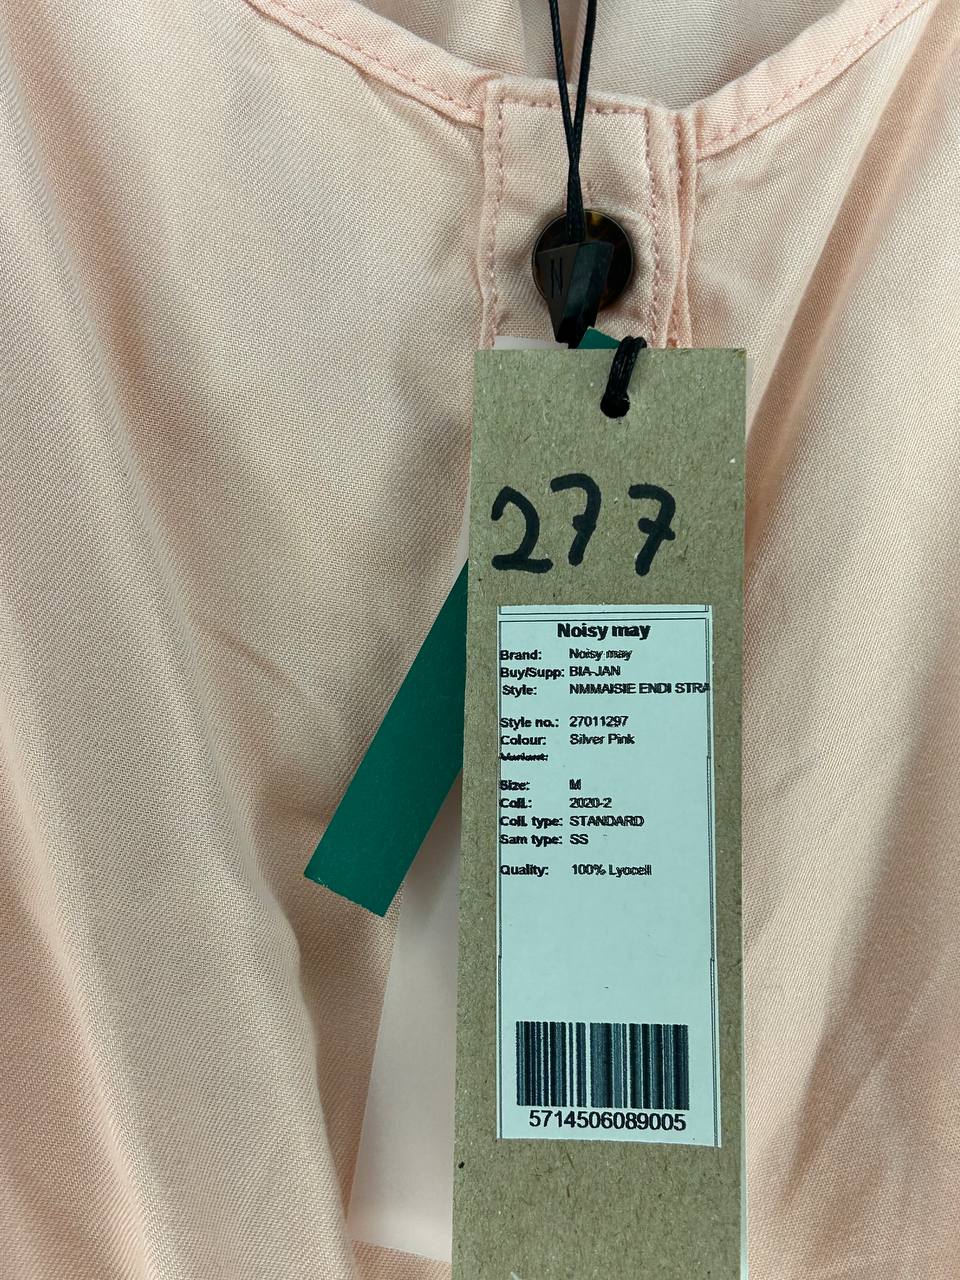 N
277
Noisy may
Brand: Noisy may
Buy/Supp: BIA-JAN
Style: NMMAISIE ENDI STRA
Style no.: 27011297
Colour: Silver Pink
Variant:
Size: M
Coll.: 2020-2
Coll. type: STANDARD
Sam type: SS
Quality: 100% Lyocell
5714506089005